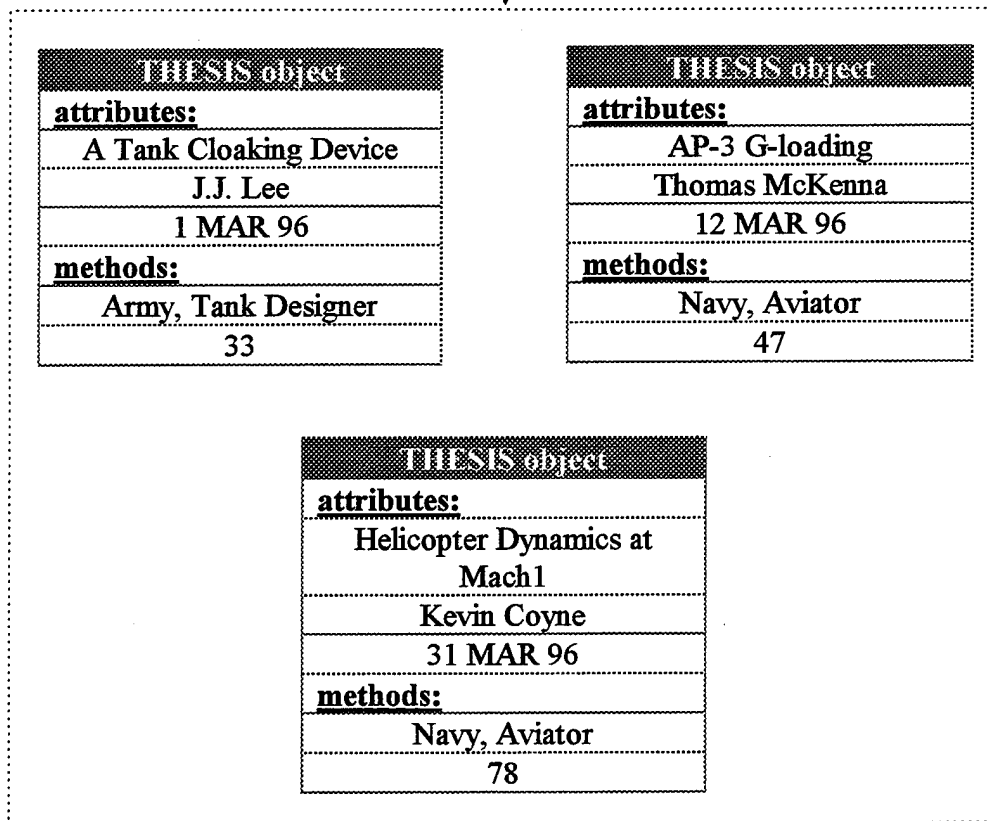 THESIS object
attributes:
A Tank Cloaking Device
J.J. Lee
1 MAR 96
methods:
Army, Tank Designer
33
THESIS object
attributes:
AP-3 G-loading
Thomas McKenna
12 MAR 96
methods:
Navy, Aviator
47
THESIS object
attributes:
Helicopter Dynamics at
Mach1
Kevin Coyne
31 MAR 96
methods:
Navy, Aviator
78